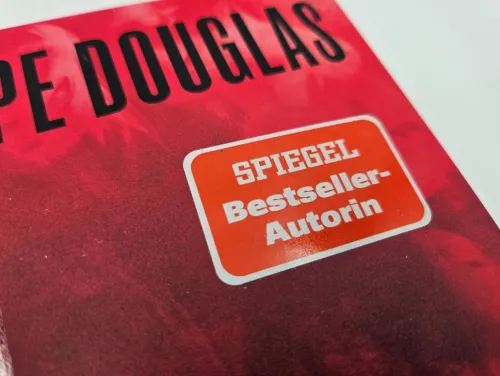 PE DOUGLAS
SPIEGEL
Bestseller-
Autorin